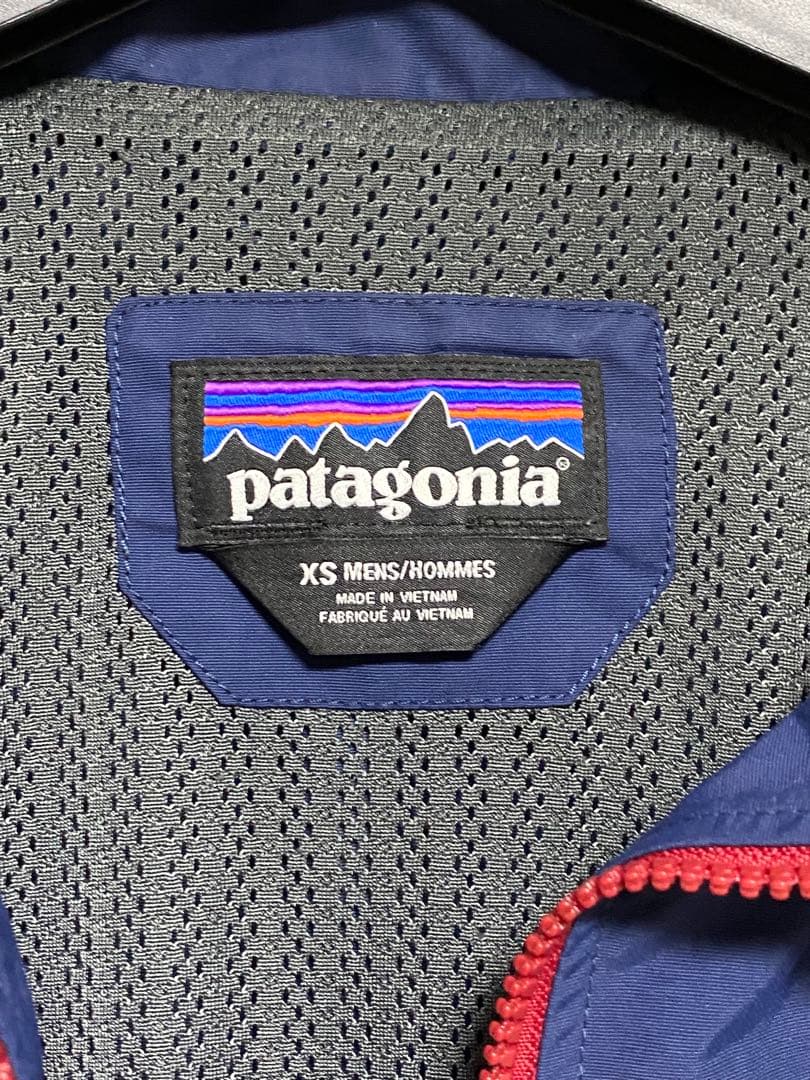 patagonia®
XS MENS/HOMMES
MADE IN VIETNAM
FABRIQUÉ AU VIETNAM